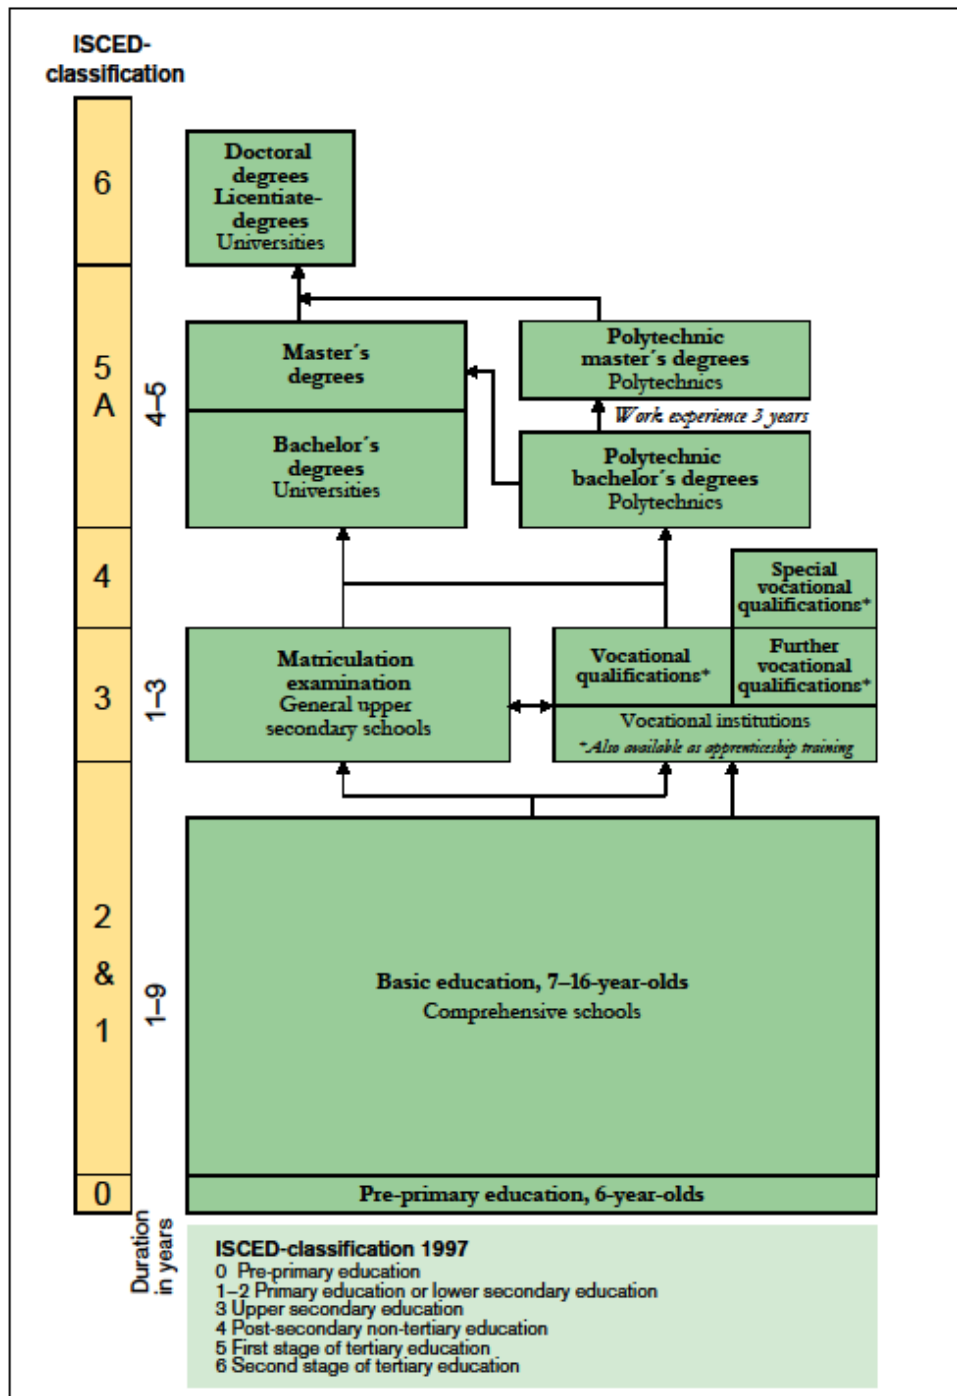 ISCED-
classification
6
Doctoral
degrees
Licentiate-
degrees
Universities
5
A
4–5
Master´s
degrees
Bachelor´s
degrees
Universities
Polytechnic
master´s degrees
Polytechnics
Work experience 3 years
Polytechnic
bachelor´s degrees
Polytechnics
4
Special
vocational
qualifications*
3
1–3
Matriculation
examination
General upper
secondary schools
Vocational
qualifications*
Further
vocational
qualifications*
Vocational institutions
*Also available as apprenticeship training
2
&
1
1–9
Basic education, 7–16-year-olds
Comprehensive schools
0
Pre-primary education, 6-year-olds
Duration
in years
ISCED-classification 1997
0 Pre-primary education
1–2 Primary education or lower secondary education
3 Upper secondary education
4 Post-secondary non-tertiary education
5 First stage of tertiary education
6 Second stage of tertiary education